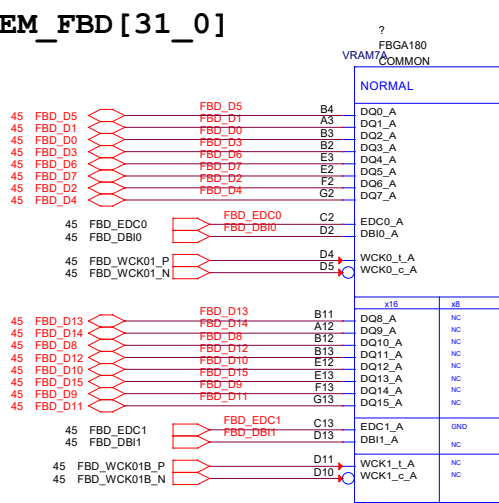 EM_FBD[31_0]
?
FBGA180
VRAM7A
COMMON
NORMAL
45 FBD_D5 FBD_D5 B4 DQ0_A
45 FBD_D1 FBD_D1 A3 DQ1_A
45 FBD_D0 FBD_D0 B3 DQ2_A
45 FBD_D3 FBD_D3 B2 DQ3_A
45 FBD_D6 FBD_D6 E3 DQ4_A
45 FBD_D7 FBD_D7 E2 DQ5_A
45 FBD_D2 FBD_D2 F2 DQ6_A
45 FBD_D4 FBD_D4 G2 DQ7_A
45 FBD_EDC0 FBD_EDC0 C2 EDC0_A
45 FBD_DBI0 FBD_DBI0 D2 DBI0_A
45 FBD_WCK01_P D4 WCK0_t_A
45 FBD_WCK01_N D5 WCK0_c_A
x16 x8
45 FBD_D13 FBD_D13 B11 DQ8_A NC
45 FBD_D14 FBD_D14 A12 DQ9_A NC
45 FBD_D8 FBD_D8 B12 DQ10_A NC
45 FBD_D12 FBD_D12 B13 DQ11_A NC
45 FBD_D10 FBD_D10 E12 DQ12_A NC
45 FBD_D15 FBD_D15 E13 DQ13_A NC
45 FBD_D9 FBD_D9 F13 DQ14_A NC
45 FBD_D11 FBD_D11 G13 DQ15_A NC
45 FBD_EDC1 FBD_EDC1 C13 EDC1_A GND
45 FBD_DBI1 FBD_DBI1 D13 DBI1_A NC
45 FBD_WCK01B_P D11 WCK1_t_A NC
45 FBD_WCK01B_N D10 WCK1_c_A NC